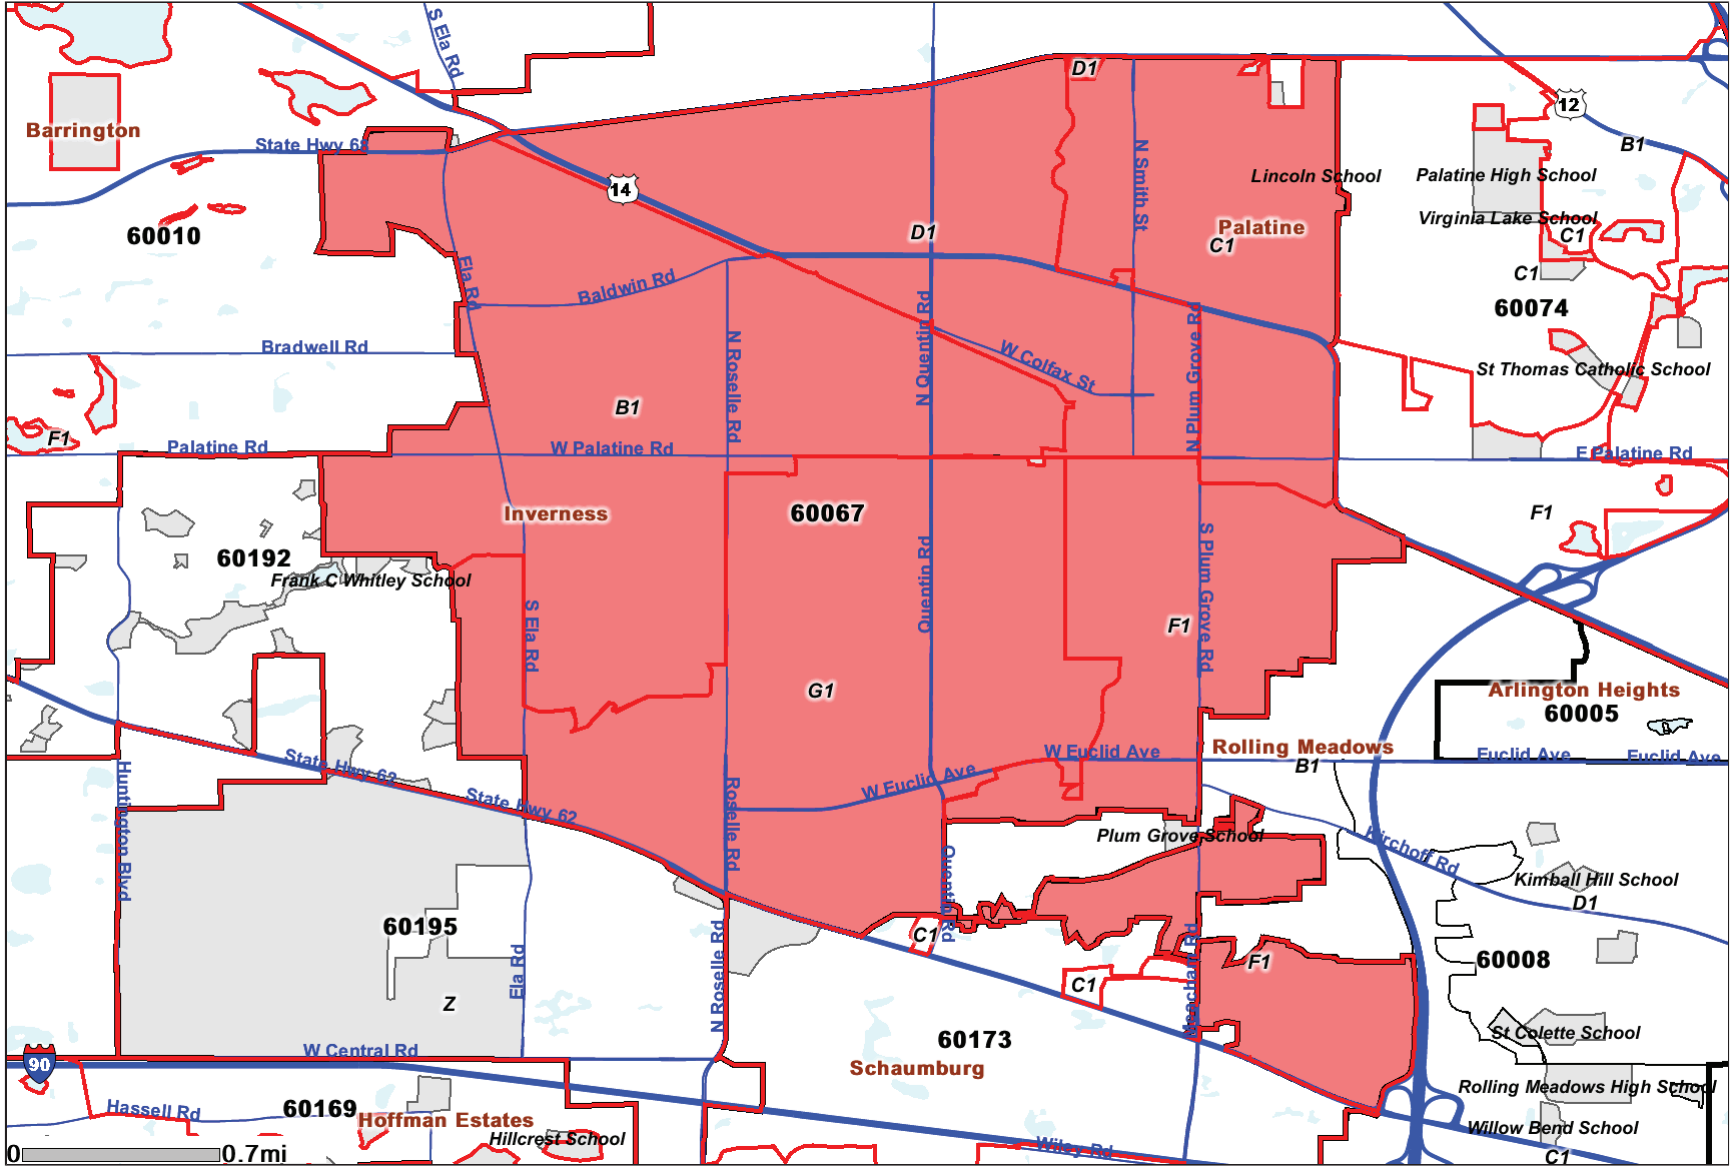 S Ela Rd
D1
12
Barrington
State Hwy 68
B1
N Smith St
Lincoln School
Palatine High School
14
Virginia Lake School
60010
D1
Palatine
C1
C1
Ela Rd
Baldwin Rd
C1
60074
N Quentin Rd
N Plum Grove Rd
Bradwell Rd
N Roselle Rd
W Colfax St
St Thomas Catholic School
B1
F1
Palatine Rd
W Palatine Rd
E Palatine Rd
Inverness
60067
F1
60192
Frank C Whitley School
Quentin Rd
S Plum Grove Rd
S Ela Rd
F1
G1
Arlington Heights
60005
State Hwy 62
W Euclid Ave
Rolling Meadows
B1
Euclid Ave
Euclid Ave
Huntington Blvd
State Hwy 62
Roselle Rd
W Euclid Ave
Plum Grove School
Kirchoff Rd
Quentin Rd
Kimball Hill School
D1
60195
C1
Ela Rd
N Roselle Rd
Meacham Rd
F1
60008
Z
C1
St Colette School
60173
W Central Rd
90
Schaumburg
Rolling Meadows High School
Hassell Rd
60169
Hoffman Estates
Hillcrest School
Willow Bend School
Wiley Rd
C1
0
0.7mi